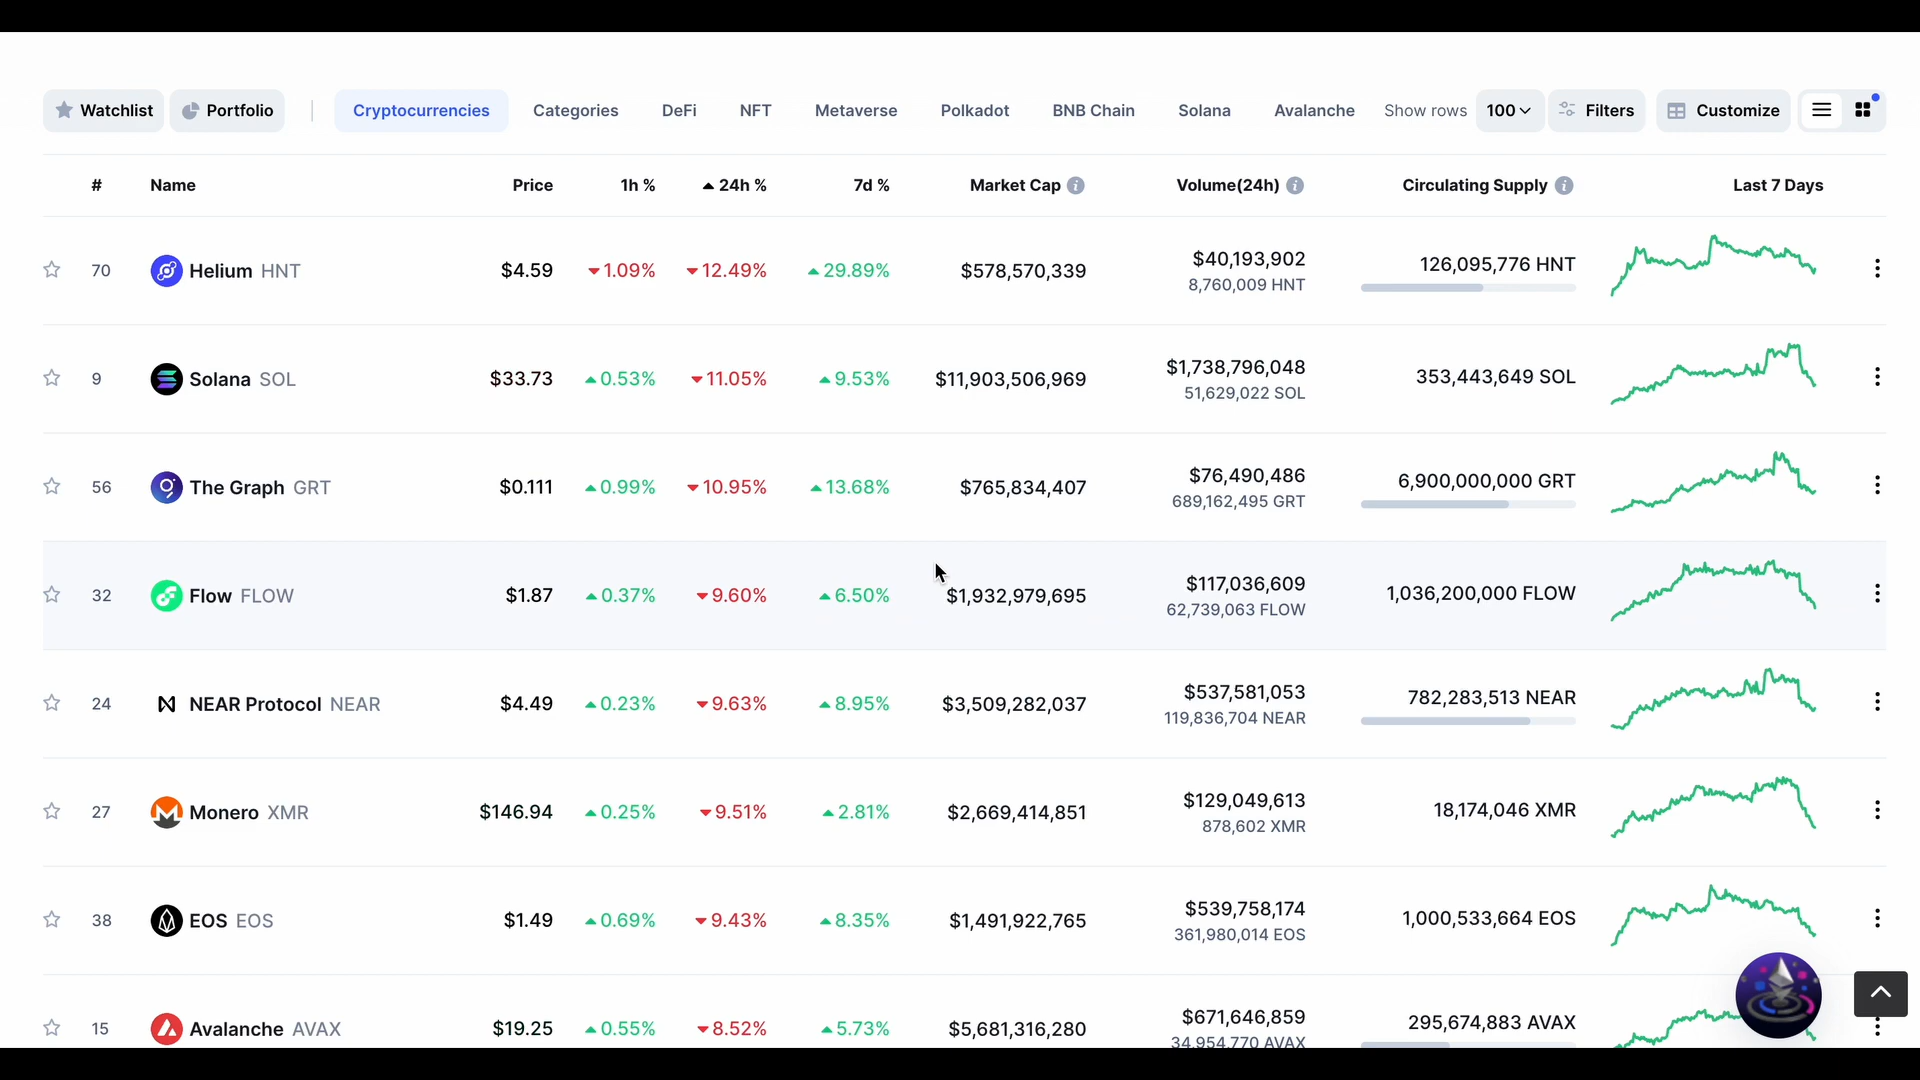 Watchlist Portfolio Cryptocurrencies Categories DeFi NFT Metaverse Polkadot BNB Chain Solana Avalanche Show rows 100 Filters Customize
# Name Price 1h % 24h % 7d % Market Cap Volume(24h) Circulating Supply Last 7 Days
70 Helium HNT $4.59 1.09% 12.49% 29.89% $578,570,339 $40,193,902 126,095,776 HNT
8,760,009 HNT
9 Solana SOL $33.73 0.53% 11.05% 9.53% $11,903,506,969 $1,738,796,048 353,443,649 SOL
51,629,022 SOL
56 The Graph GRT $0.111 0.99% 10.95% 13.68% $765,834,407 $76,490,486 6,900,000,000 GRT
689,162,495 GRT
32 Flow FLOW $1.87 0.37% 9.60% 6.50% $1,932,979,695 $117,036,609 1,036,200,000 FLOW
62,739,063 FLOW
24 NEAR Protocol NEAR $4.49 0.23% 9.63% 8.95% $3,509,282,037 $537,581,053 782,283,513 NEAR
119,836,704 NEAR
27 Monero XMR $146.94 0.25% 9.51% 2.81% $2,669,414,851 $129,049,613 18,174,046 XMR
878,602 XMR
38 EOS EOS $1.49 0.69% 9.43% 8.35% $1,491,922,765 $539,758,174 1,000,533,664 EOS
361,980,014 EOS
15 Avalanche AVAX $19.25 0.55% 8.52% 5.73% $5,681,316,280 $671,646,859 295,674,883 AVAX
34,954,770 AVAX